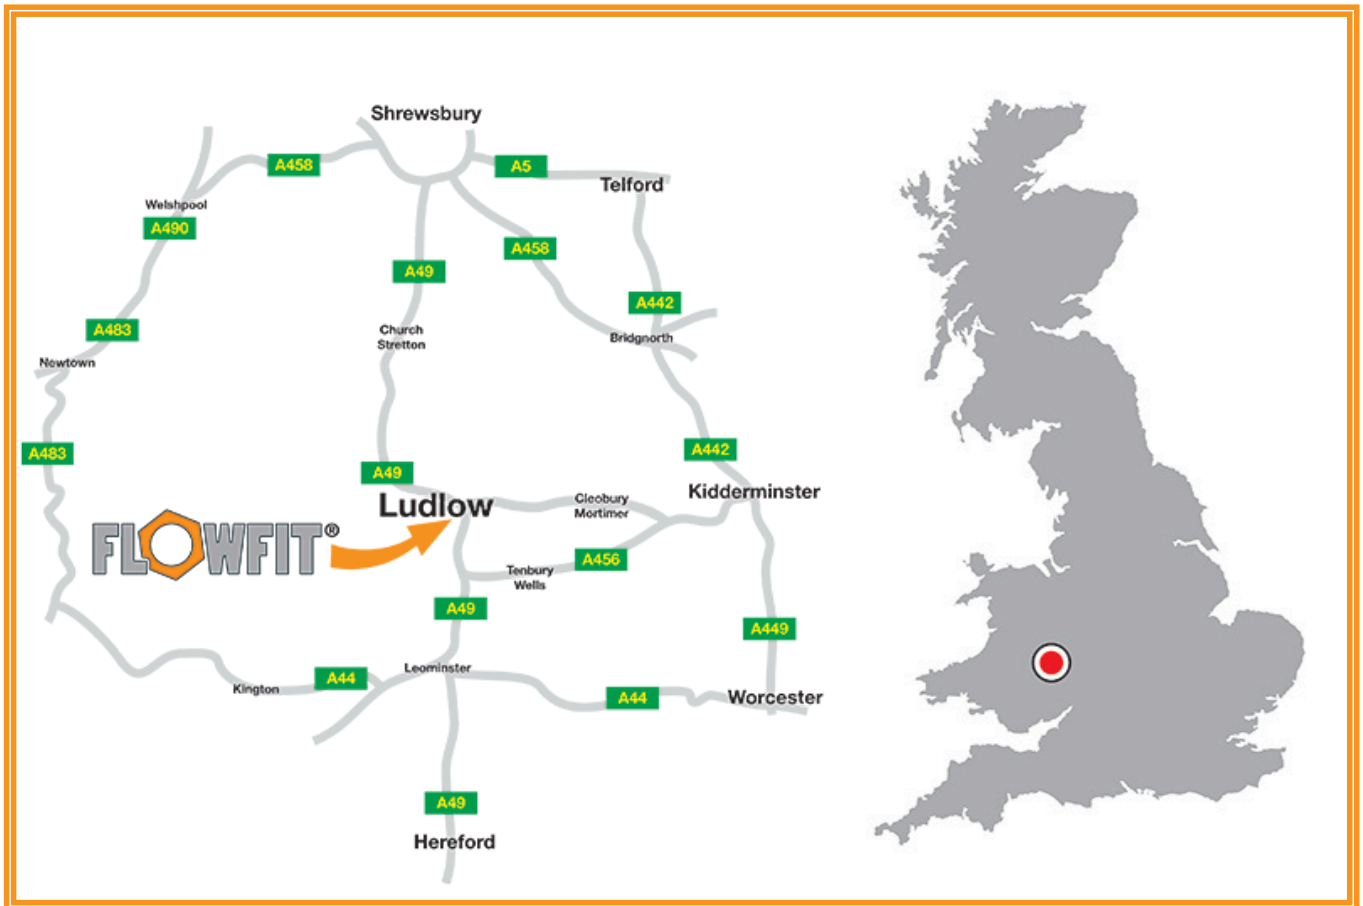 Shrewsbury
A458
A5
Telford
Welshpool
A490
A458
A49
A442
A483
Church
Stretton
Bridgnorth
Newtown
A483
A442
A49
Kidderminster
Ludlow
Cleobury
Mortimer
FLOWFIT®
A456
Tenbury
Wells
A49
A449
Leominster
A44
Kington
A44
Worcester
A49
Hereford